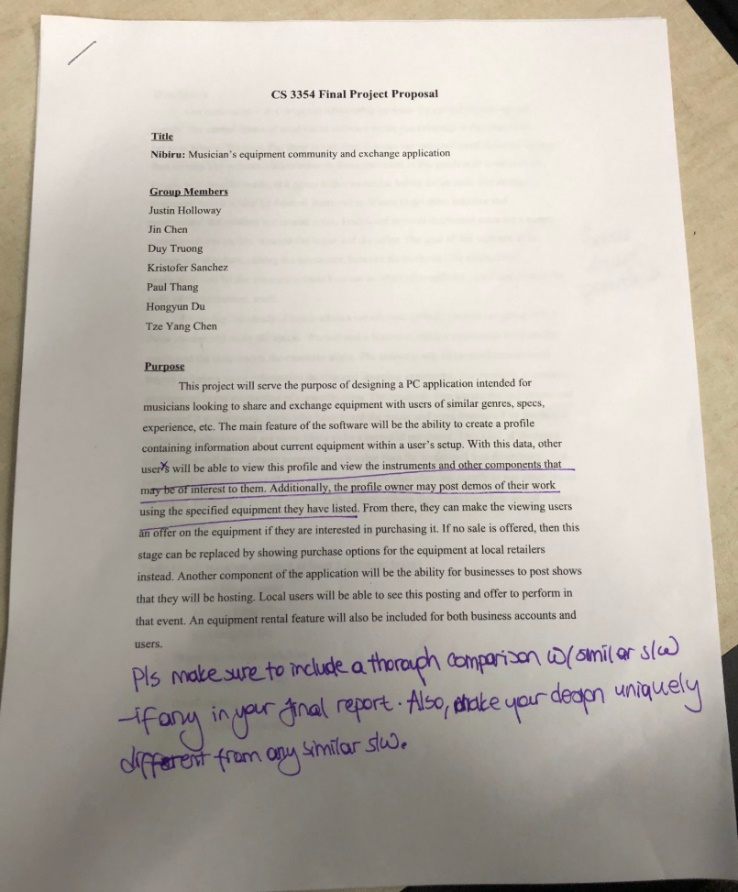 CS 3354 Final Project Proposal
Title
Nibiru: Musician's equipment community and exchange application
Group Members
Justin Holloway
Jin Chen
Duy Truong
Kristofer Sanchez
Paul Thang
Hongyun Du
Tze Yang Chen
Purpose
This project will serve the purpose of designing a PC application intended for
musicians looking to share and exchange equipment with users of similar genres, specs,
experience, etc. The main feature of the software will be the ability to create a profile
containing information about current equipment within a user's setup. With this data, other
user's will be able to view this profile and view the instruments and other components that
may be of interest to them. Additionally, the profile owner may post demos of their work
using the specified equipment they have listed. From there, they can make the viewing users
an offer on the equipment if they are interested in purchasing it. If no sale is offered, then this
stage can be replaced by showing purchase options for the equipment at local retailers
instead. Another component of the application will be the ability for businesses to post shows
that they will be hosting. Local users will be able to see this posting and offer to perform in
that event. An equipment rental feature will also be included for both business accounts and
users.
Pls make sure to include a thoraph comparison w/ similar s/w
-if any in your final report. Also, make your design uniquely
different from any similar s/w.